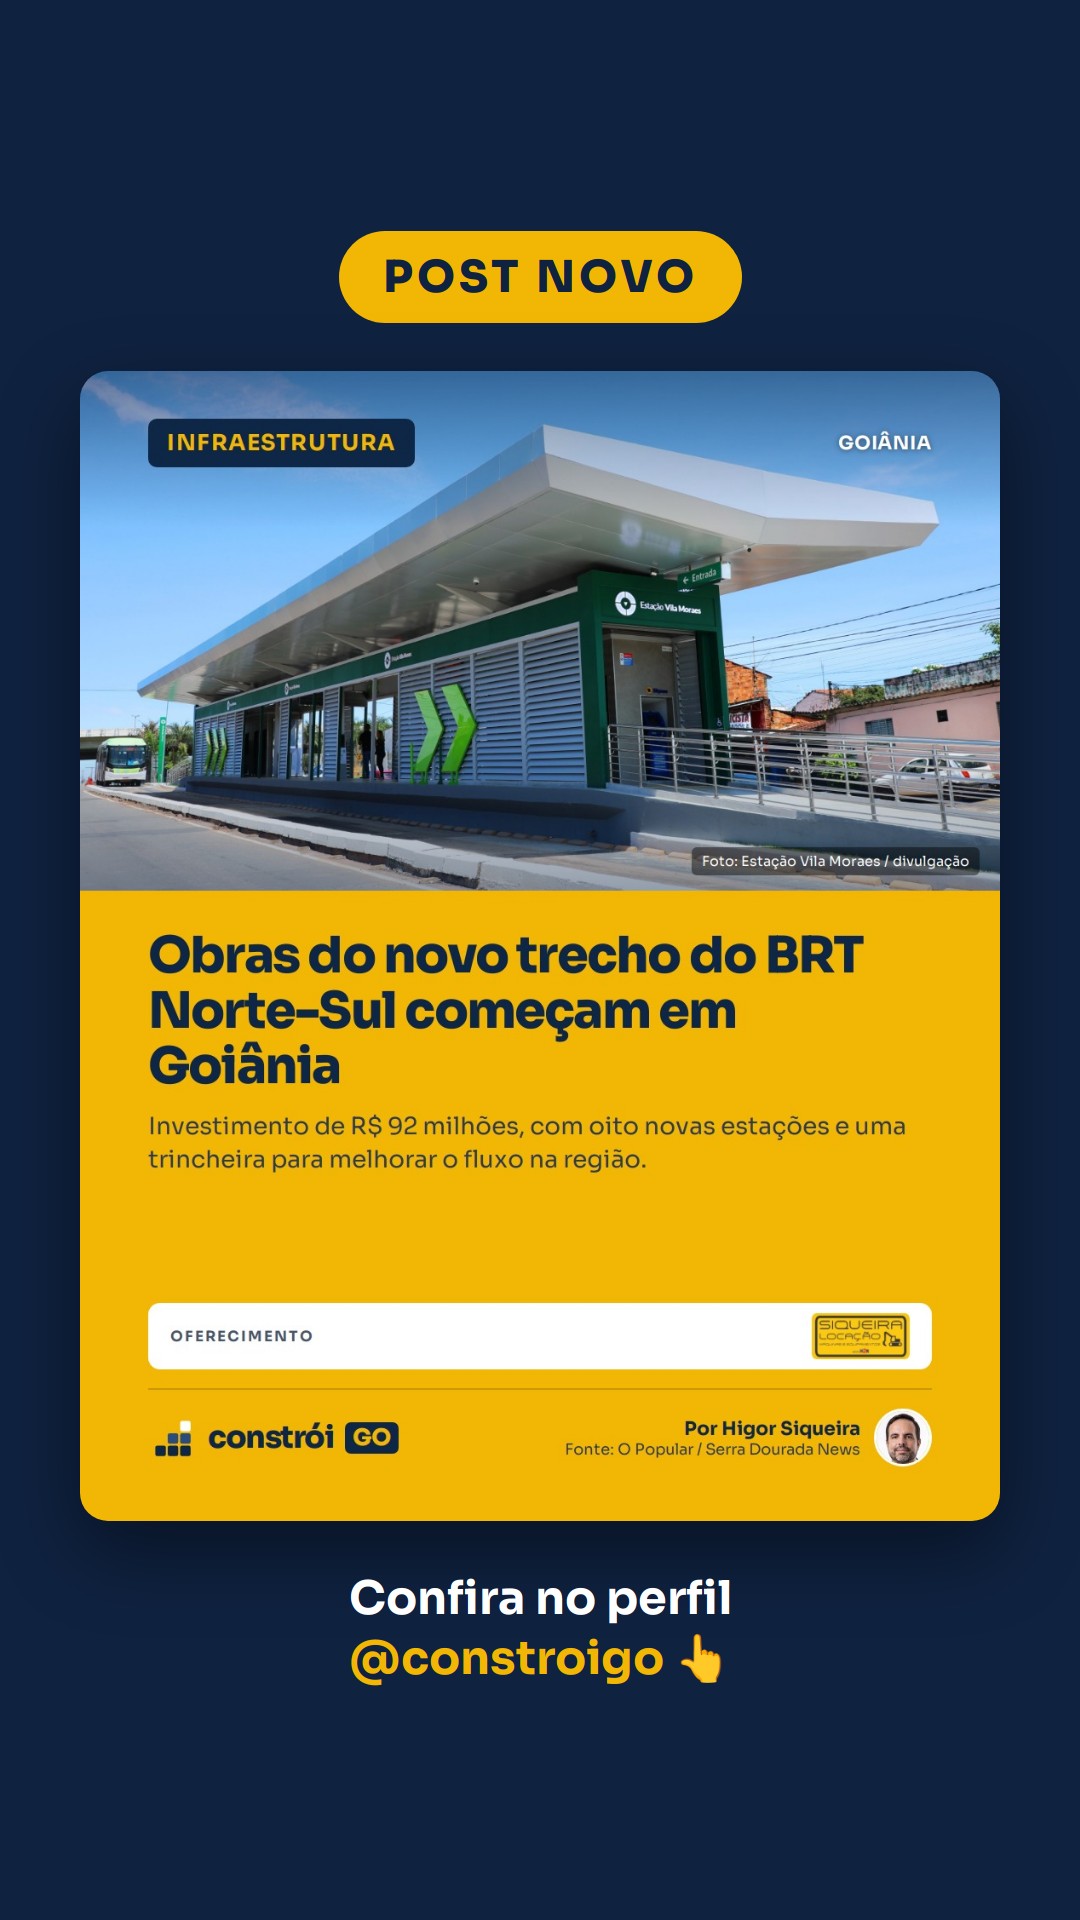 POST NOVO
INFRAESTRUTURA
GOIÂNIA
← Entrada
Estação Vila Moraes
Foto: Estação Vila Moraes / divulgação
Obras do novo trecho do BRT
Norte-Sul começam em
Goiânia
Investimento de R$ 92 milhões, com oito novas estações e uma
trincheira para melhorar o fluxo na região.
OFERECIMENTO
SIQUEIRA
LOCAÇÃO
constrói GO
Por Higor Siqueira
Fonte: O Popular / Serra Dourada News
Confira no perfil
@constroigo 👆